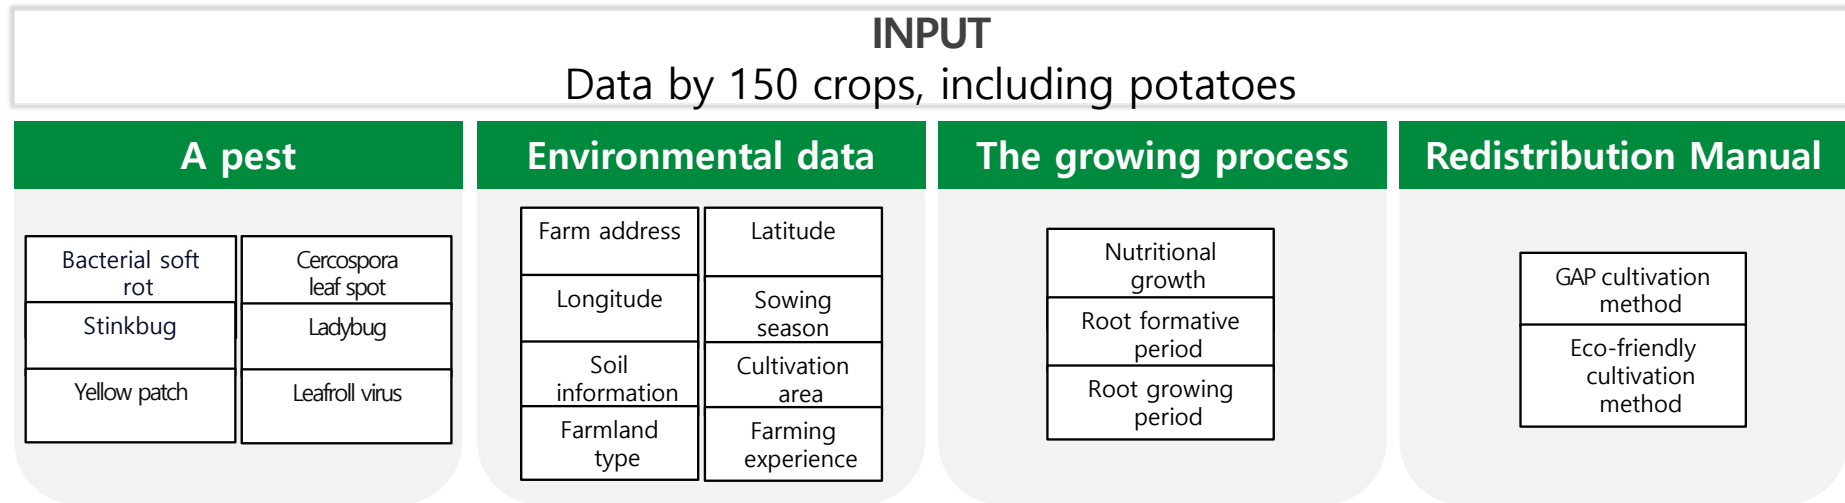 INPUT
Data by 150 crops, including potatoes
A pest
Bacterial soft
rot
Cercospora
leaf spot
Stinkbug
Ladybug
Yellow patch
Leafroll virus
Environmental data
Farm address
Latitude
Longitude
Sowing
season
Soil
information
Cultivation
area
Farmland
type
Farming
experience
The growing process
Nutritional
growth
Root formative
period
Root growing
period
Redistribution Manual
GAP cultivation
method
Eco-friendly
cultivation
method